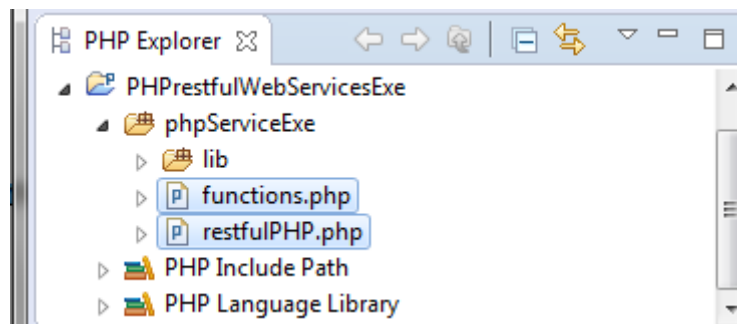 PHP Explorer
PHPrestfulWebServicesExe
phpServiceExe
lib
functions.php
restfulPHP.php
PHP Include Path
PHP Language Library